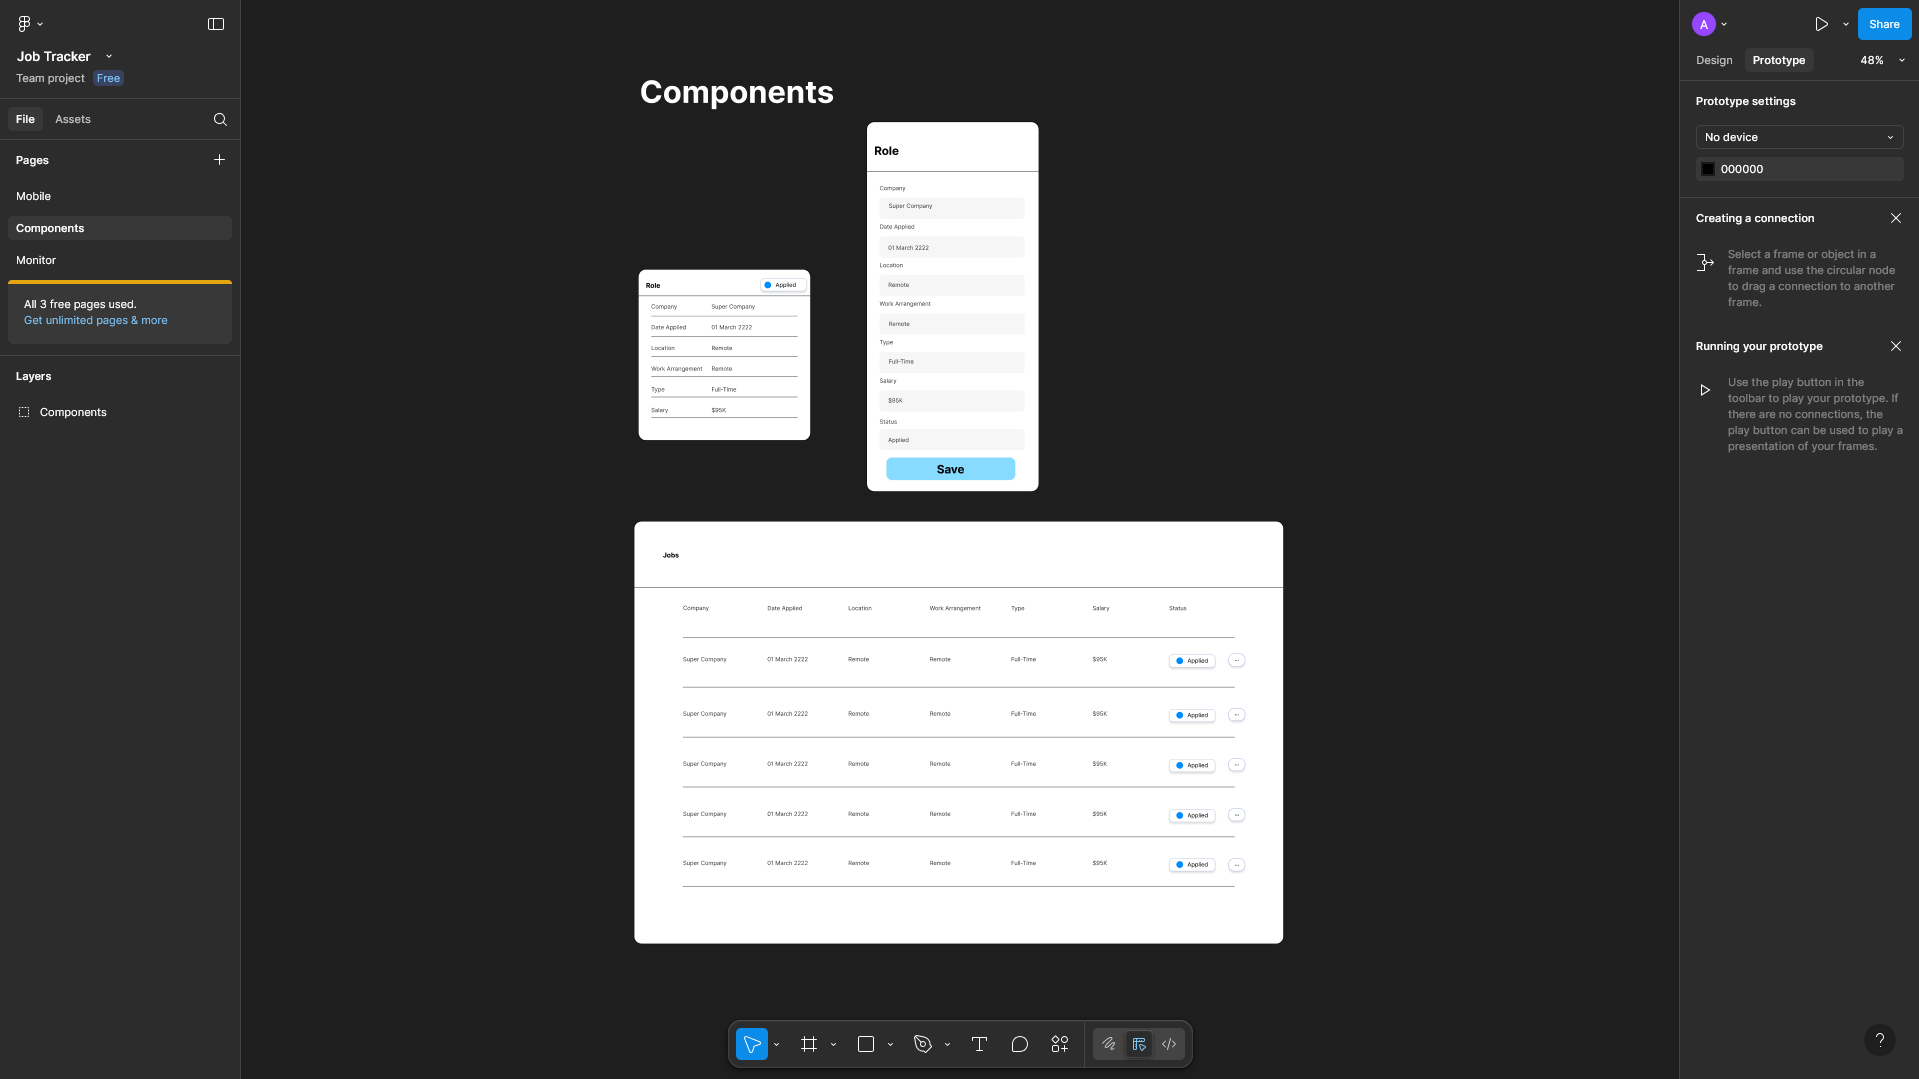 Job Tracker
Team project Free
File Assets
Pages
Mobile
Components
Monitor
All 3 free pages used.
Get unlimited pages & more
Layers
Components
Components
Role
Company
Super Company
Date Applied
01 March 2222
Location
Remote
Work Arrangement
Remote
Type
Full-Time
Salary
$95K
Status
Applied
Save
Role Applied
Company Super Company
Date Applied 01 March 2222
Location Remote
Work Arrangement Remote
Type Full-Time
Salary $95K
Jobs
Company Date Applied Location Work Arrangement Type Salary Status
Super Company 01 March 2222 Remote Remote Full-Time $95K Applied ...
Super Company 01 March 2222 Remote Remote Full-Time $95K Applied ...
Super Company 01 March 2222 Remote Remote Full-Time $95K Applied ...
Super Company 01 March 2222 Remote Remote Full-Time $95K Applied ...
Super Company 01 March 2222 Remote Remote Full-Time $95K Applied ...
A Share
Design Prototype 48%
Prototype settings
No device
000000
Creating a connection
Select a frame or object in a
frame and use the circular node
to drag a connection to another
frame.
Running your prototype
Use the play button in the
toolbar to play your prototype. If
there are no connections, the
play button can be used to play a
presentation of your frames.
?